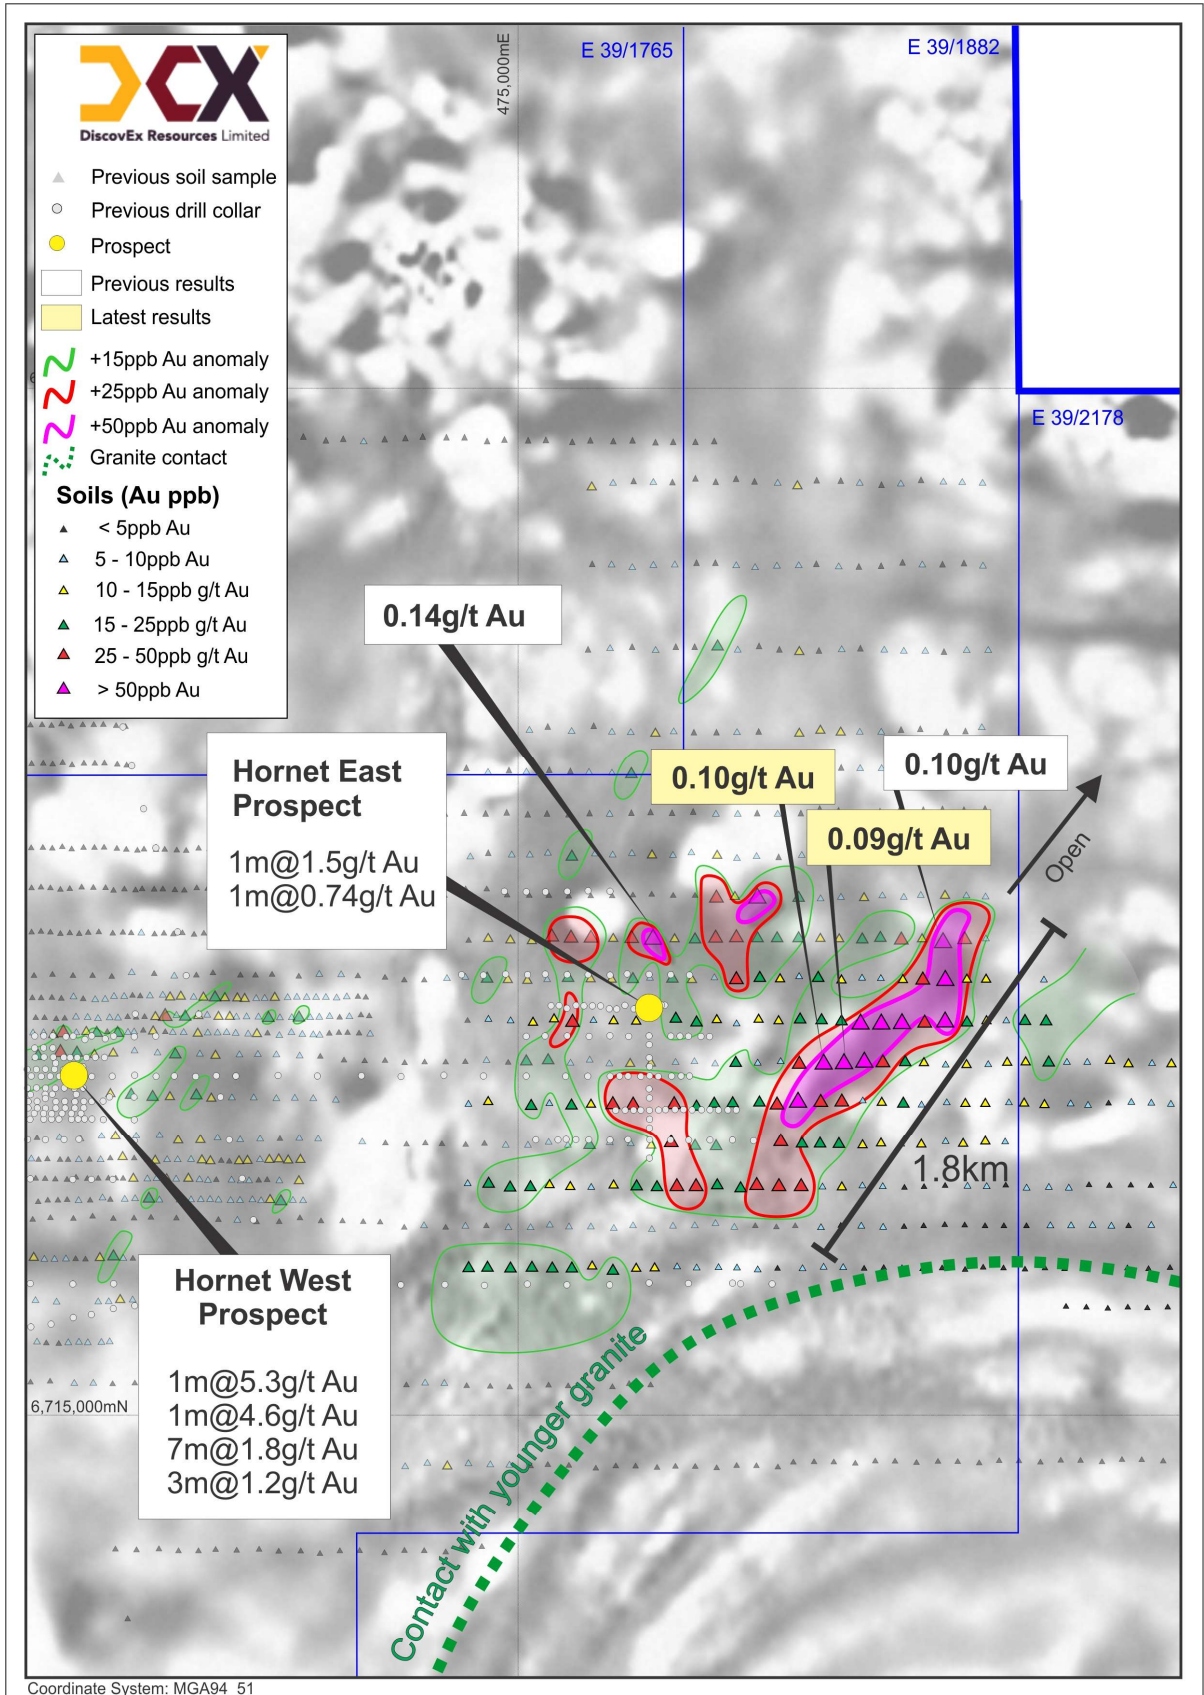 DCX
DiscovEx Resources Limited
Previous soil sample
Previous drill collar
Prospect
Previous results
Latest results
+15ppb Au anomaly
+25ppb Au anomaly
+50ppb Au anomaly
Granite contact
Soils (Au ppb)
< 5ppb Au
5 - 10ppb Au
10 - 15ppb g/t Au
15 - 25ppb g/t Au
25 - 50ppb g/t Au
> 50ppb Au
475,000mE
E 39/1765
E 39/1882
E 39/2178
0.14g/t Au
Hornet East
Prospect
1m@1.5g/t Au
1m@0.74g/t Au
0.10g/t Au
0.10g/t Au
0.09g/t Au
Open
1.8km
Hornet West
Prospect
1m@5.3g/t Au
1m@4.6g/t Au
7m@1.8g/t Au
3m@1.2g/t Au
6,715,000mN
Contact with younger granite
Coordinate System: MGA94_51